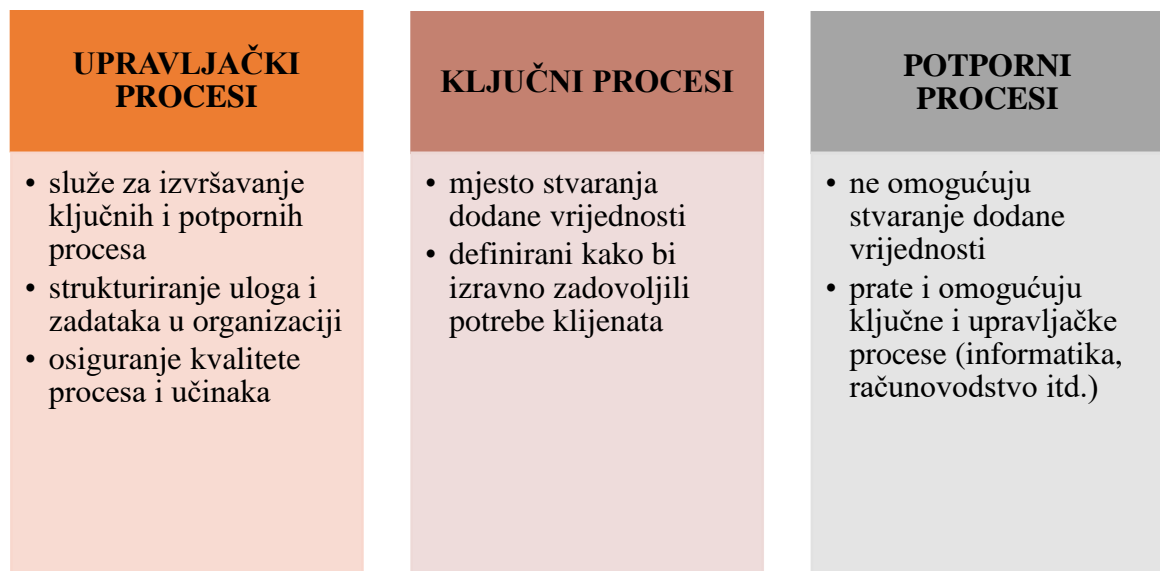 UPRAVLJAČKI
PROCESI
• služe za izvršavanje
ključnih i potpornih
procesa
• strukturiranje uloga i
zadataka u organizaciji
• osiguranje kvalitete
procesa i učinaka
KLJUČNI PROCESI
• mjesto stvaranja
dodane vrijednosti
• definirani kako bi
izravno zadovoljili
potrebe klijenata
POTPORNI
PROCESI
• ne omogućuju
stvaranje dodane
vrijednosti
• prate i omogućuju
ključne i upravljačke
procese (informatika,
računovodstvo itd.)